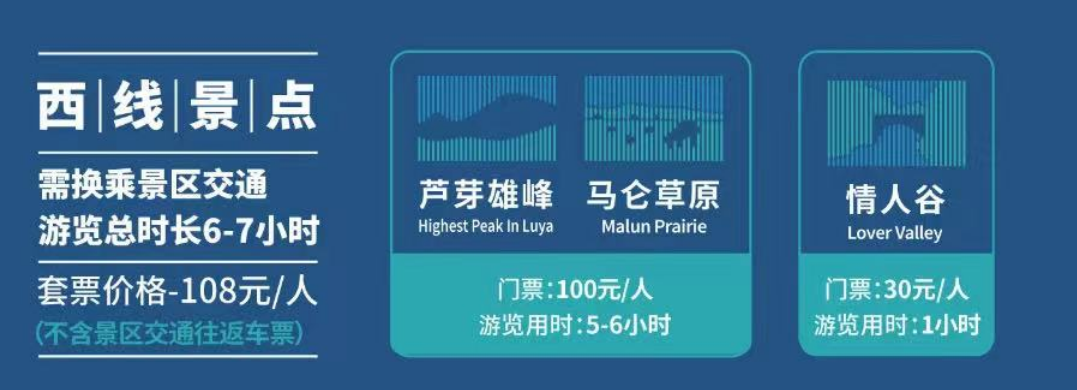 西|线|景|点
需换乘景区交通
游览总时长6-7小时
套票价格-108元/人
(不含景区交通往返车票)
芦芽雄峰
Highest Peak In Luya
马仑草原
Malun Prairie
门票:100元/人
游览用时:5-6小时
情人谷
Lover Valley
门票:30元/人
游览用时:1小时